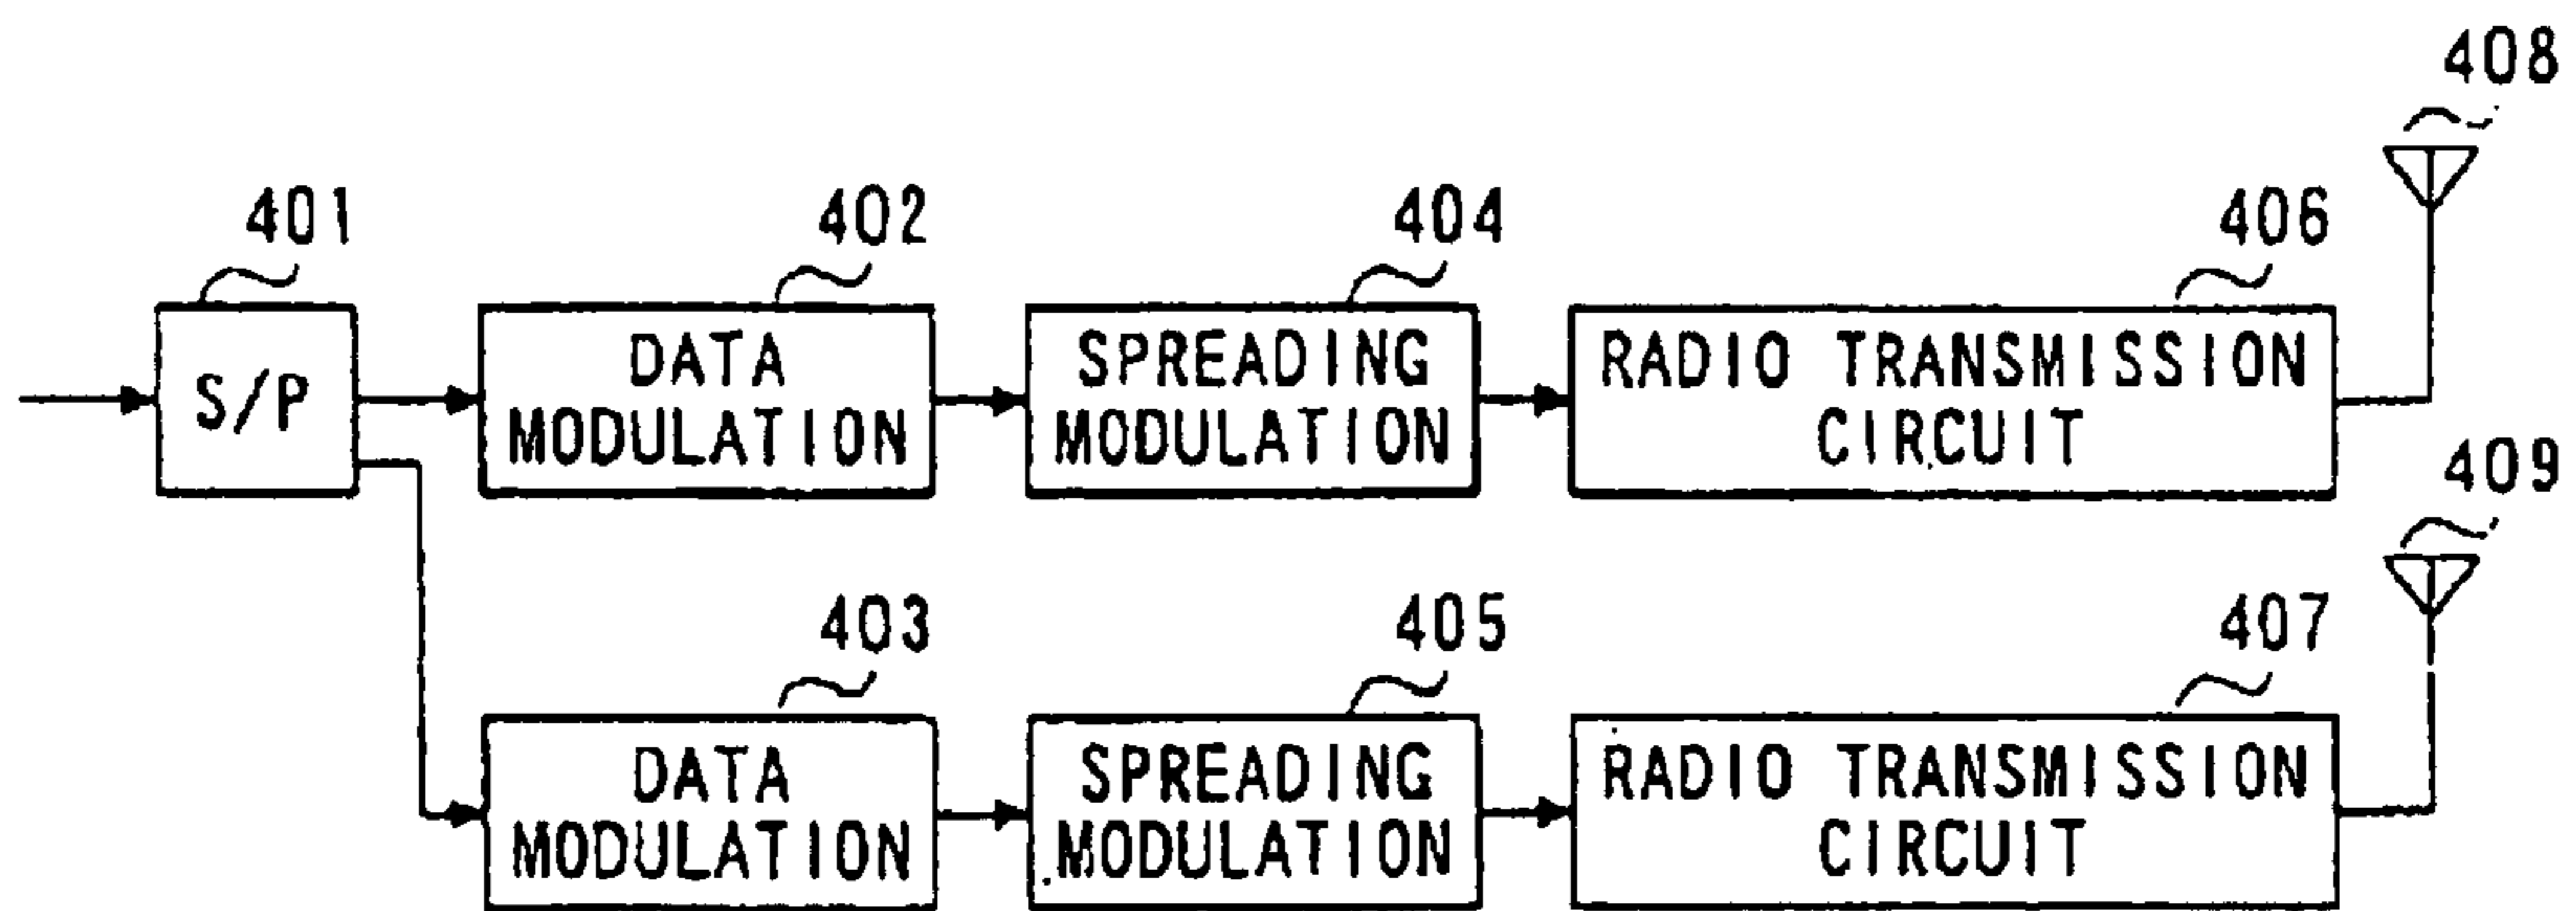 408
401
402
404
406
S/P
DATA
MODULATION
SPREADING
MODULATION
RADIO TRANSMISSION
CIRCUIT
409
403
405
407
DATA
MODULATION
SPREADING
MODULATION
RADIO TRANSMISSION
CIRCUIT